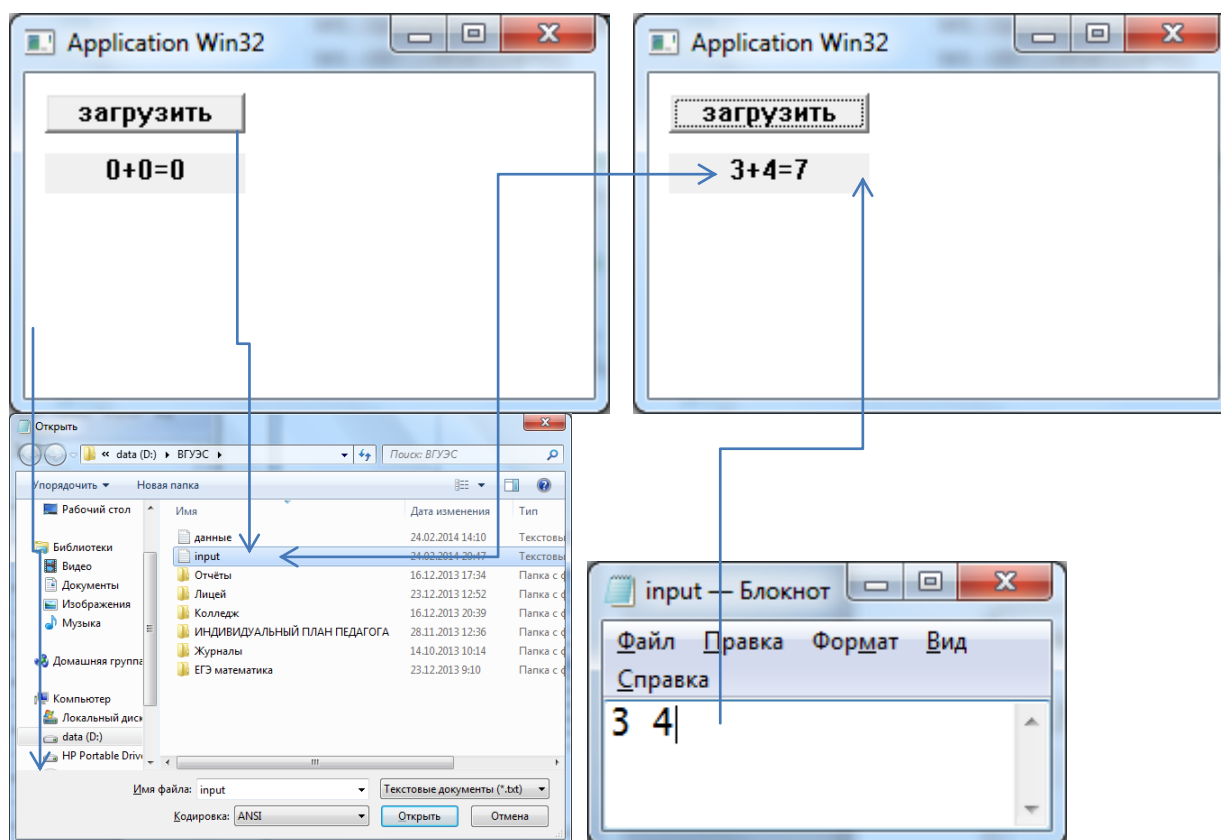 Application Win32
загрузить
0+0=0
Application Win32
загрузить
3+4=7
Открыть
« data (D:) ▸ ВГУЭС ▸
Поиск: ВГУЭС
Упорядочить
Новая папка
Рабочий стол
Библиотеки
Видео
Документы
Изображения
Музыка
Домашняя группа
Компьютер
Локальный диск
data (D:)
HP Portable Drive
Имя Дата изменения Тип
данные 24.02.2014 14:10 Текстовы
input 24.02.2014 20:47 Текстовы
Отчёты 16.12.2013 17:34 Папка с ф
Лицей 23.12.2013 12:52 Папка с ф
Колледж 16.12.2013 20:39 Папка с ф
ИНДИВИДУАЛЬНЫЙ ПЛАН ПЕДАГОГА 28.11.2013 12:36 Папка с ф
Журналы 14.10.2013 10:14 Папка с ф
ЕГЭ математика 23.12.2013 9:10 Папка с ф
Имя файла: input Текстовые документы (*.txt)
Кодировка: ANSI Открыть Отмена
input — Блокнот
Файл Правка Формат Вид
Справка
3 4